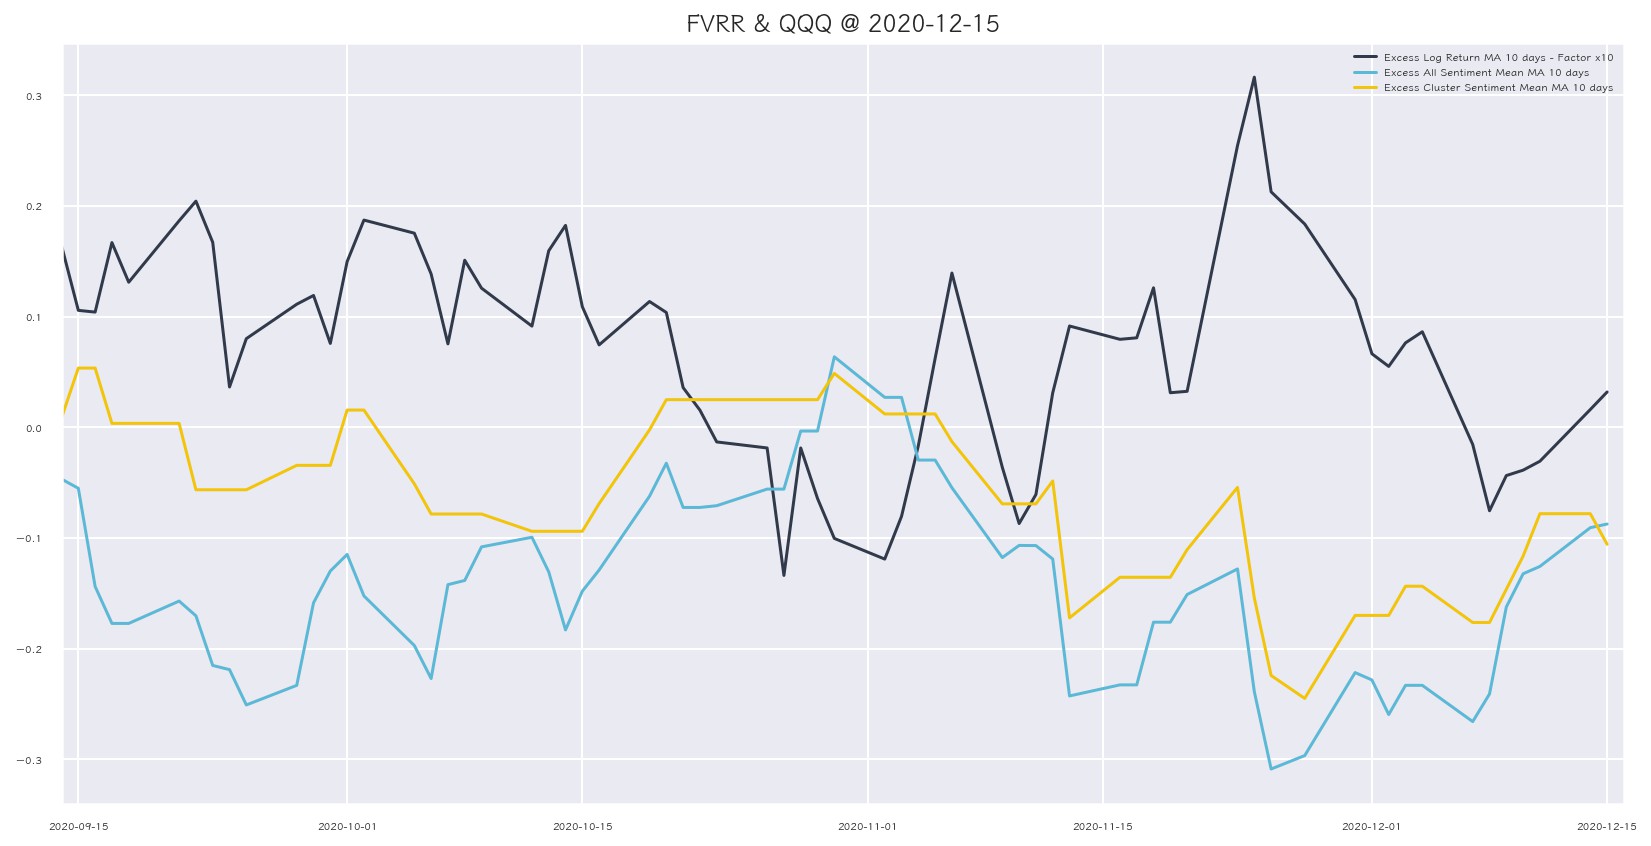 FVRR & QQQ @ 2020-12-15
Excess Log Return MA 10 days - Factor x10
Excess All Sentiment Mean MA 10 days
Excess Cluster Sentiment Mean MA 10 days
0.3
0.2
0.1
0.0
−0.1
−0.2
−0.3
2020-09-15 2020-10-01 2020-10-15 2020-11-01 2020-11-15 2020-12-01 2020-12-15